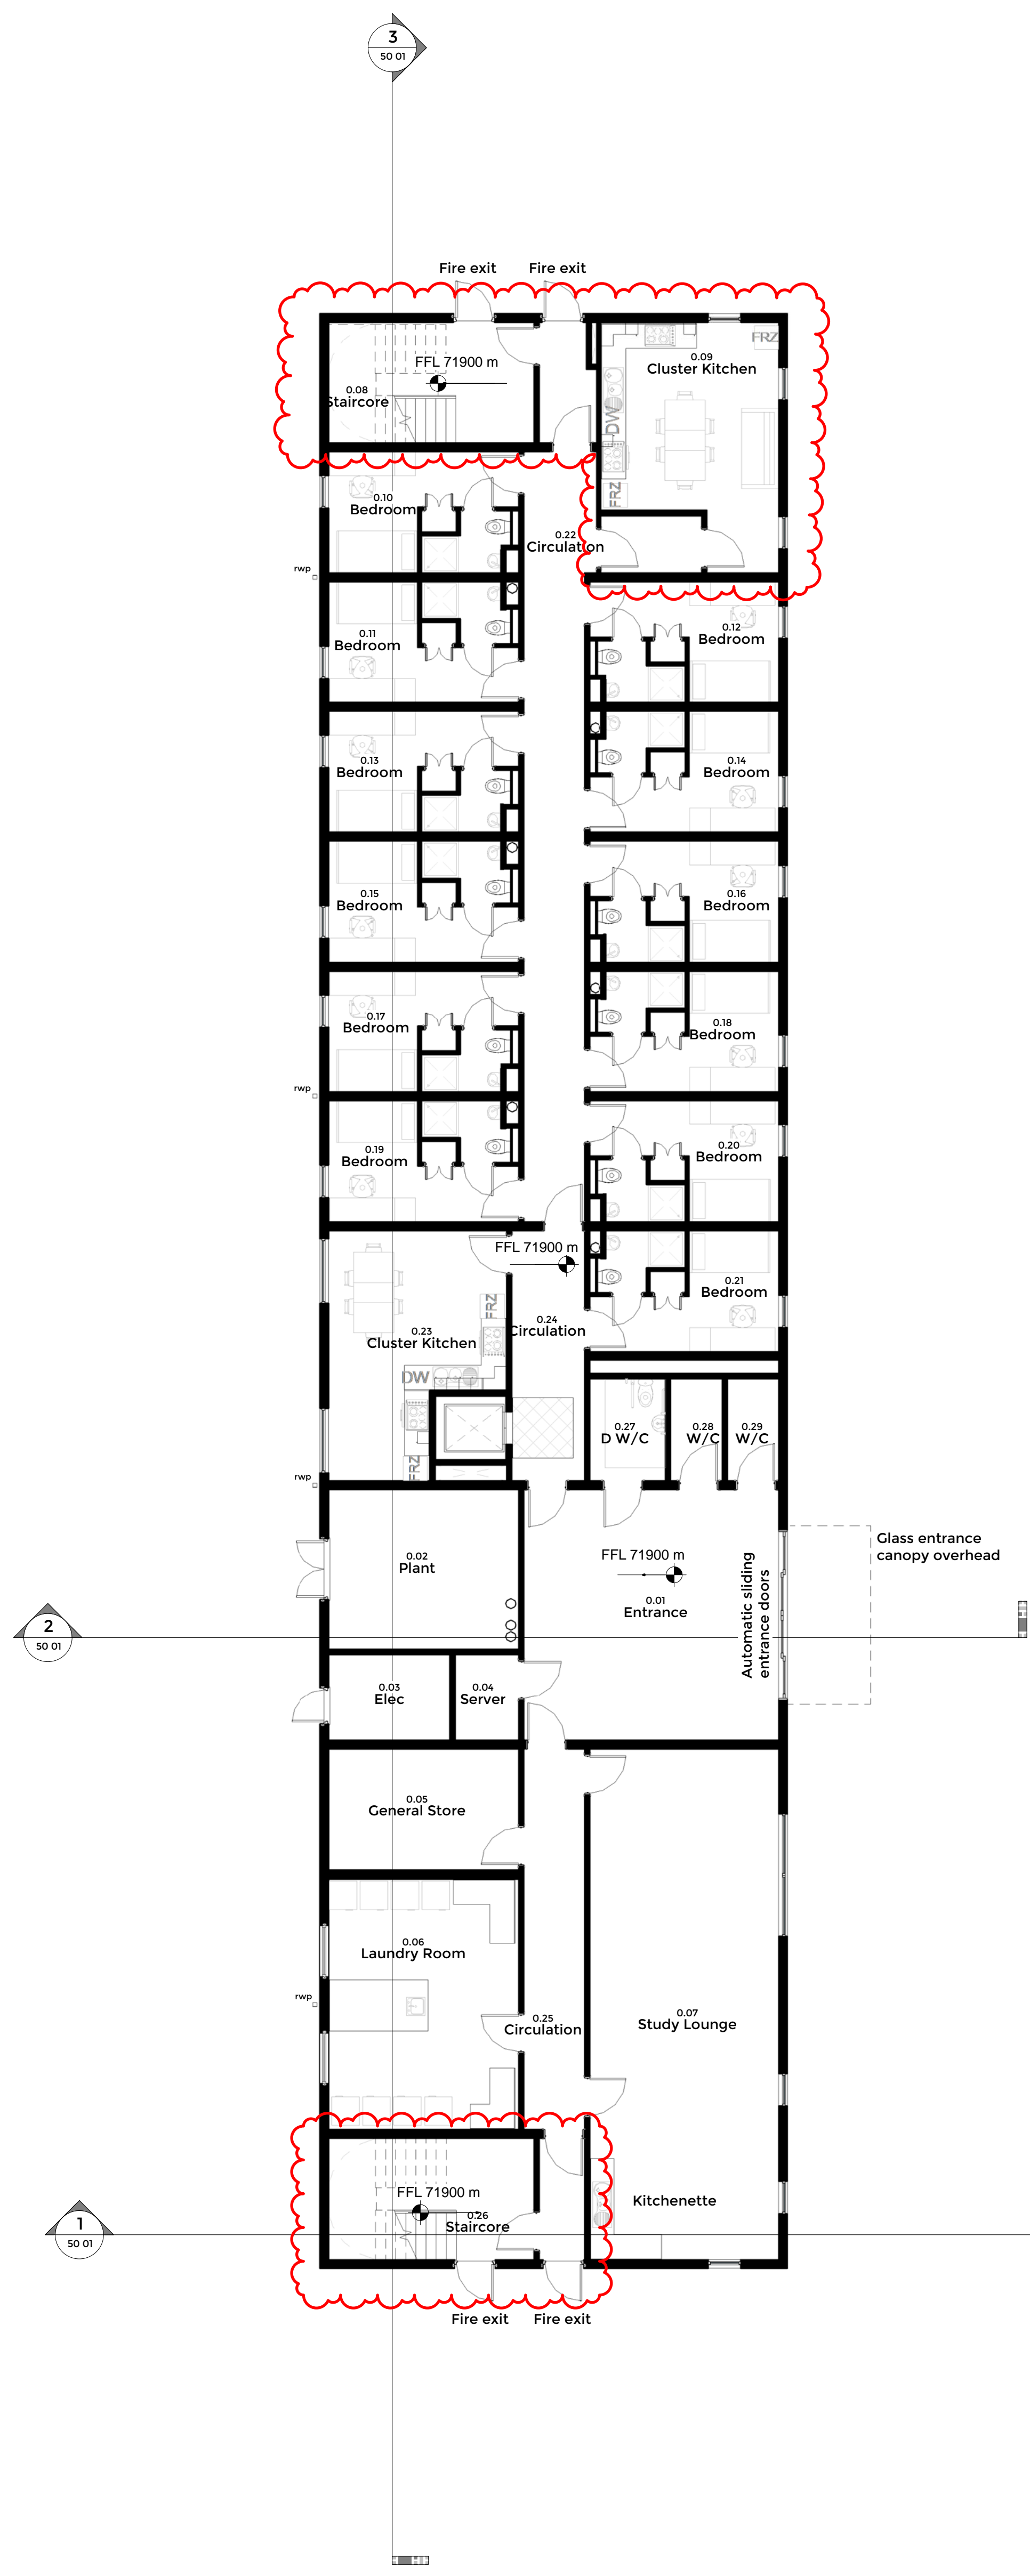 3
50 01
Fire exit
Fire exit
FFL 71900 m
0.08
Staircore
0.09
Cluster Kitchen
FRZ
DW
FRZ
0.10
Bedroom
0.22
Circulation
rwp
0.11
Bedroom
0.12
Bedroom
0.13
Bedroom
0.14
Bedroom
0.15
Bedroom
0.16
Bedroom
0.17
Bedroom
0.18
Bedroom
rwp
0.19
Bedroom
0.20
Bedroom
FFL 71900 m
0.21
Bedroom
FRZ
0.23
Cluster Kitchen
0.24
Circulation
DW
FRZ
0.27
D W/C
0.28
W/C
0.29
W/C
rwp
Glass entrance
canopy overhead
0.02
Plant
FFL 71900 m
0.01
Entrance
Automatic sliding
entrance doors
2
50 01
0.03
Elec
0.04
Server
0.05
General Store
0.06
Laundry Room
rwp
0.25
Circulation
0.07
Study Lounge
FFL 71900 m
0.26
Staircore
Kitchenette
1
50 01
Fire exit
Fire exit